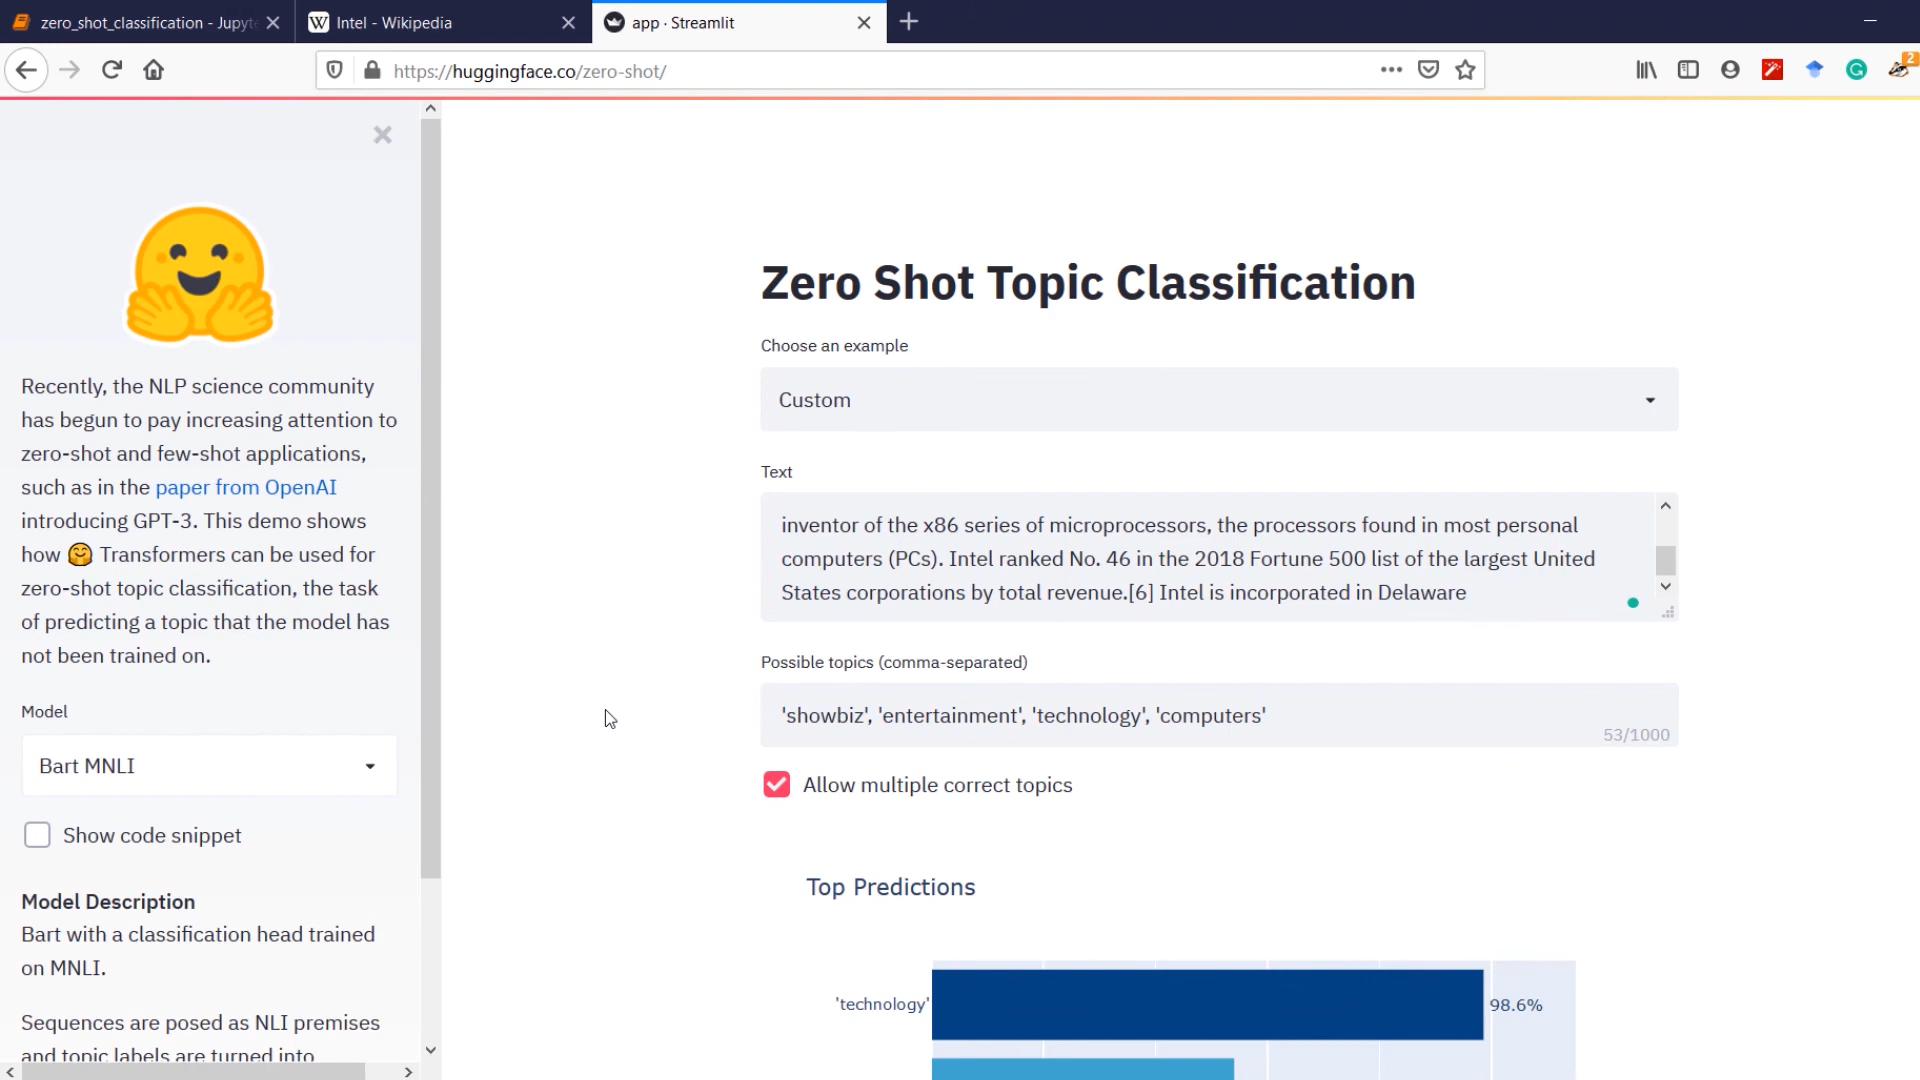 zero_shot_classification - Jupyt
Intel - Wikipedia
app · Streamlit
https://huggingface.co/zero-shot/
2
Recently, the NLP science community
has begun to pay increasing attention to
zero-shot and few-shot applications,
such as in the paper from OpenAI
introducing GPT-3. This demo shows
how 🤗 Transformers can be used for
zero-shot topic classification, the task
of predicting a topic that the model has
not been trained on.
Model
Bart MNLI
Show code snippet
Model Description
Bart with a classification head trained
on MNLI.
Sequences are posed as NLI premises
and topic labels are turned into
Zero Shot Topic Classification
Choose an example
Custom
Text
inventor of the x86 series of microprocessors, the processors found in most personal
computers (PCs). Intel ranked No. 46 in the 2018 Fortune 500 list of the largest United
States corporations by total revenue.[6] Intel is incorporated in Delaware
Possible topics (comma-separated)
'showbiz', 'entertainment', 'technology', 'computers'
53/1000
Allow multiple correct topics
Top Predictions
'technology'
98.6%